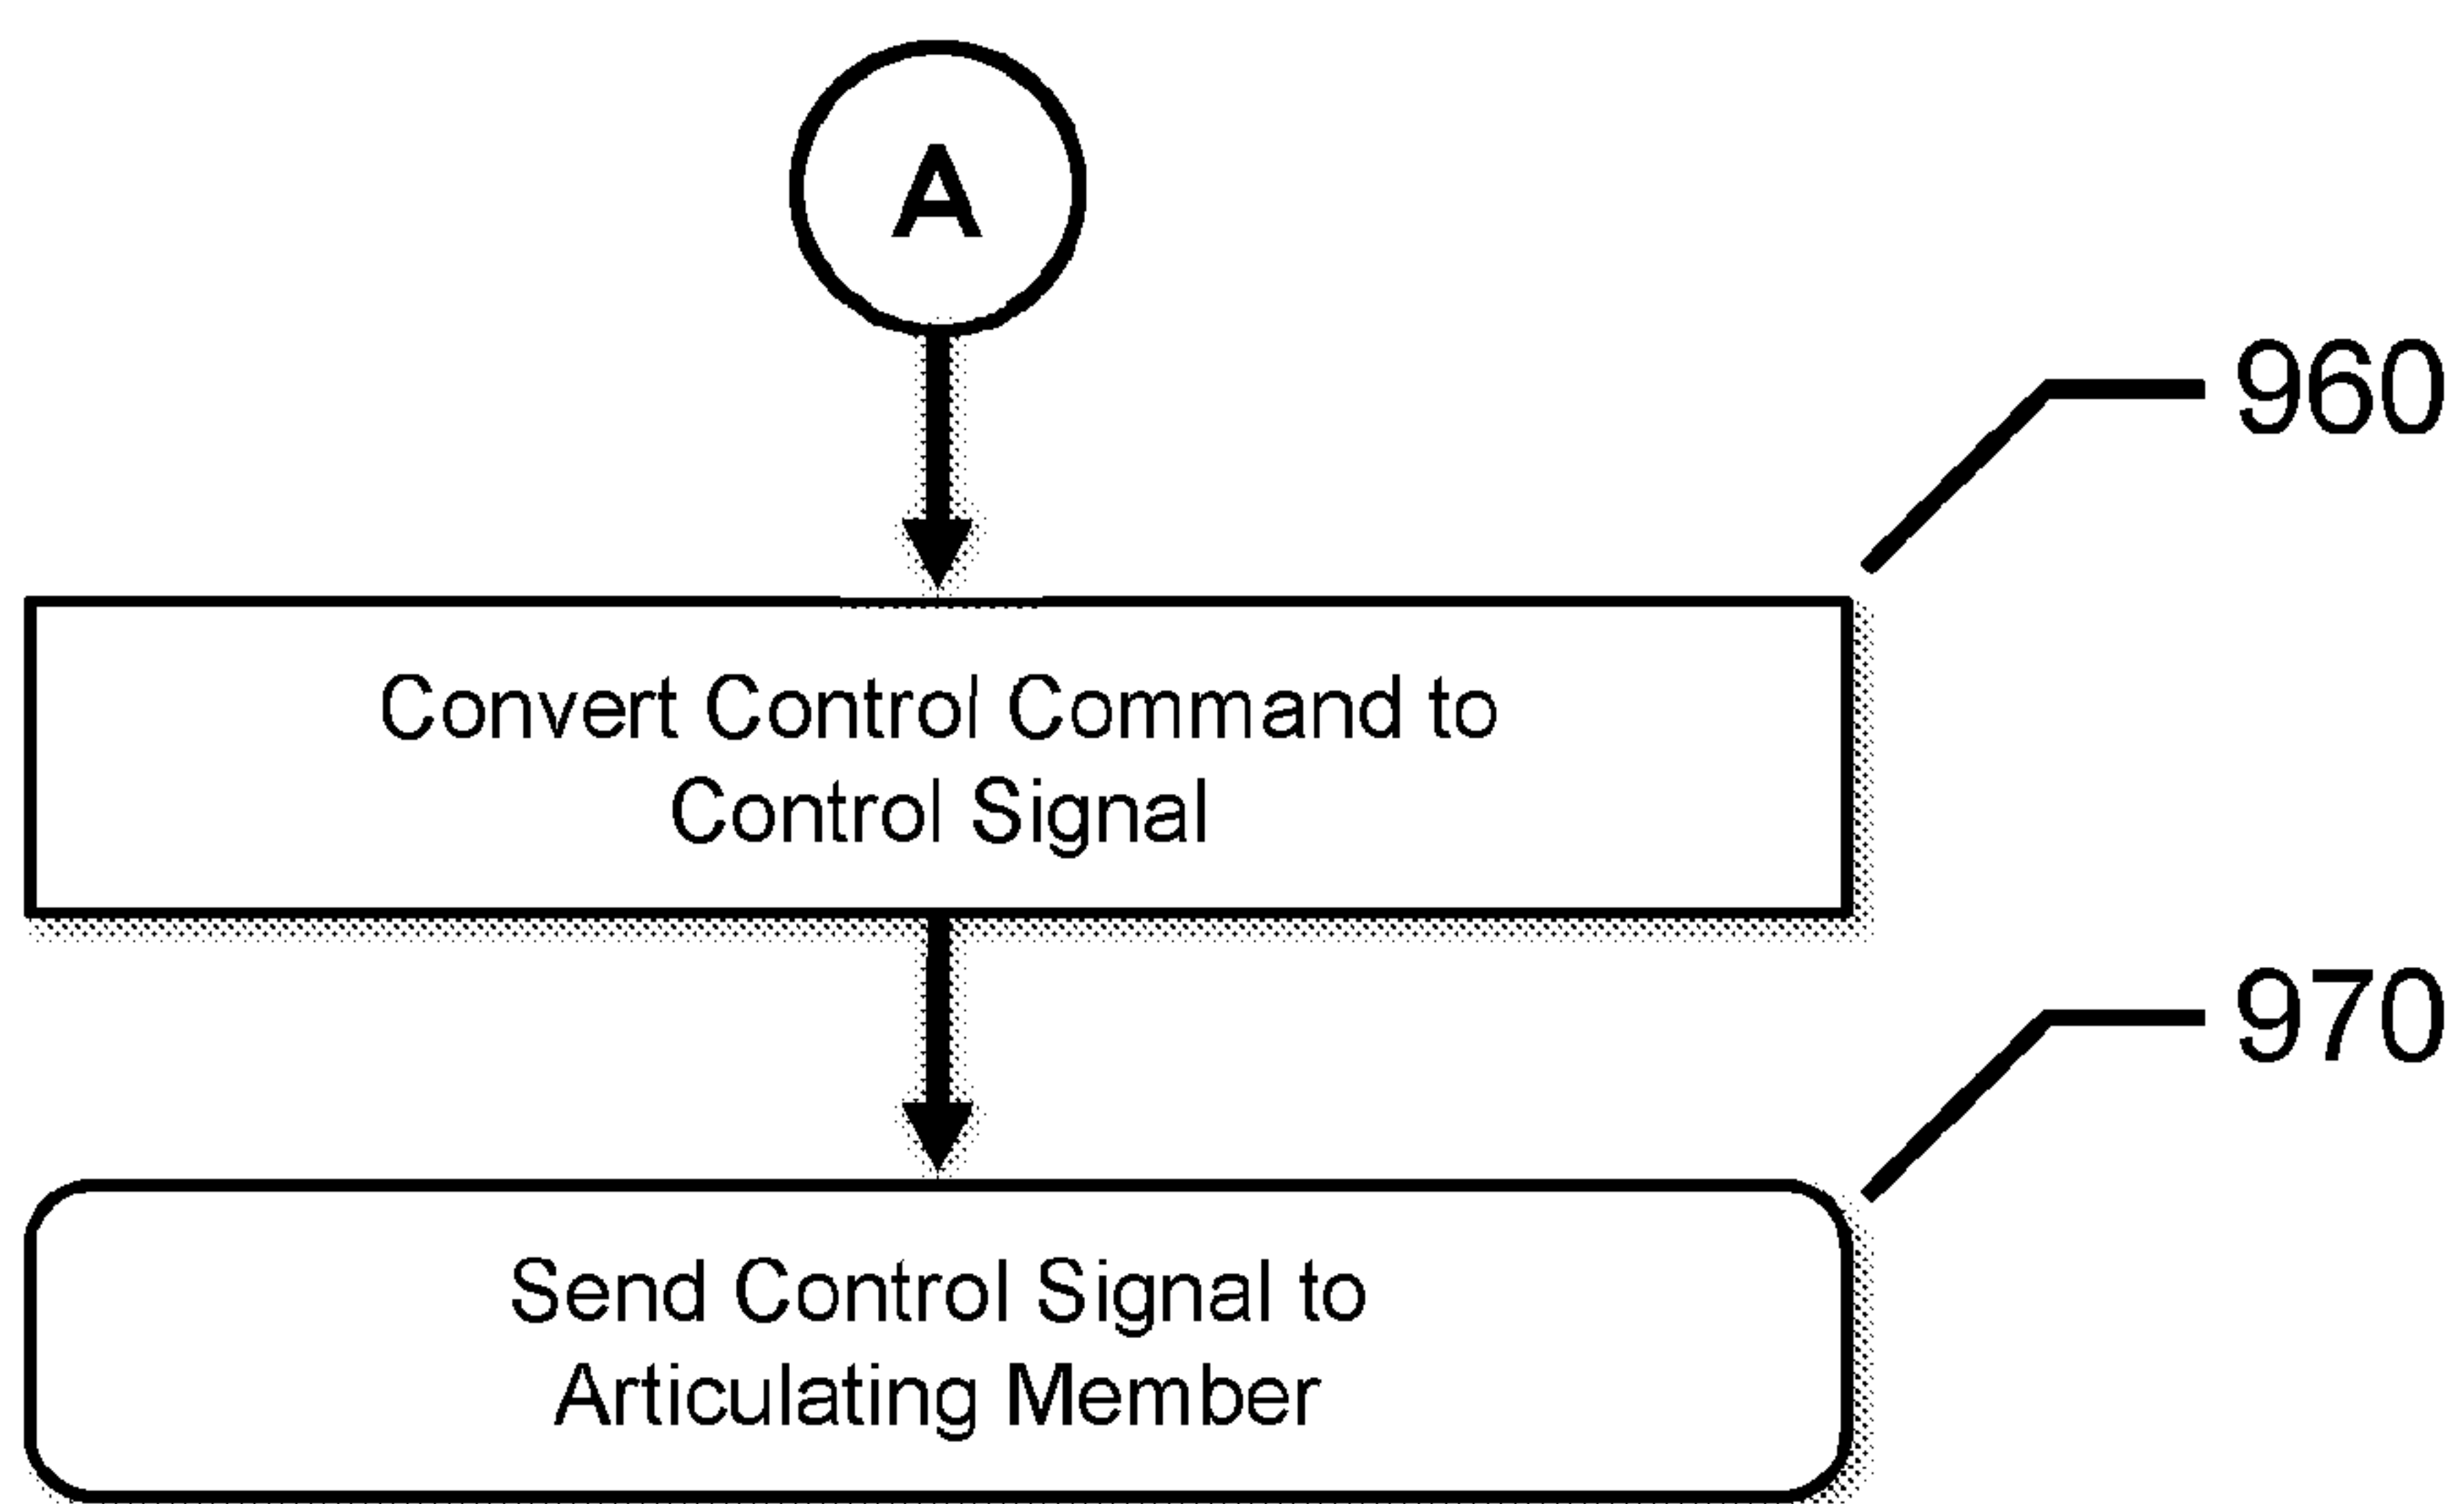 A
960
Convert Control Command to
Control Signal
970
Send Control Signal to
Articulating Member